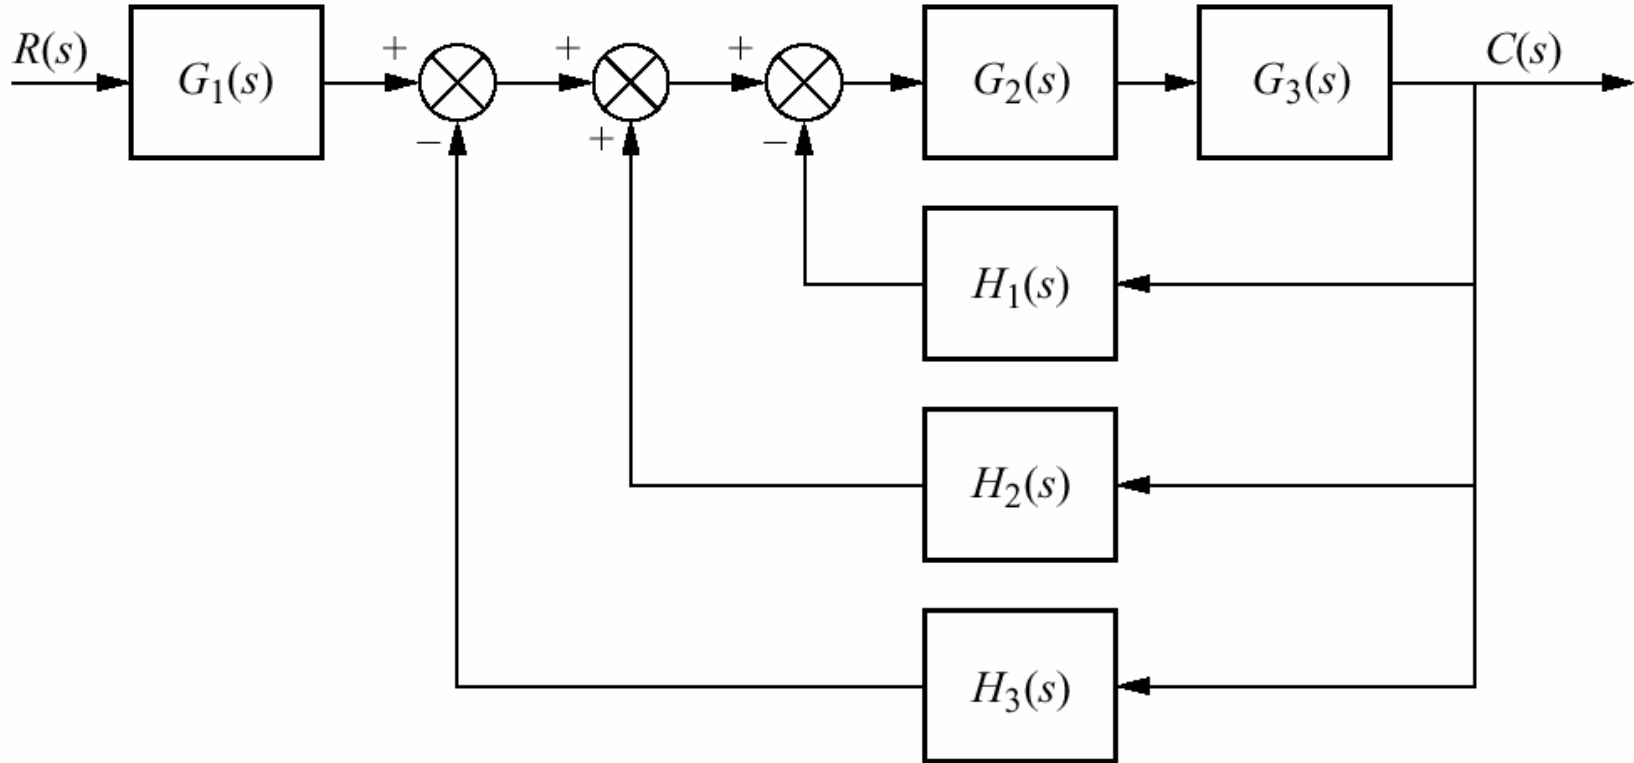 R(s)
G₁(s)
+
−
+
+
+
−
G₂(s)
G₃(s)
C(s)
H₁(s)
H₂(s)
H₃(s)